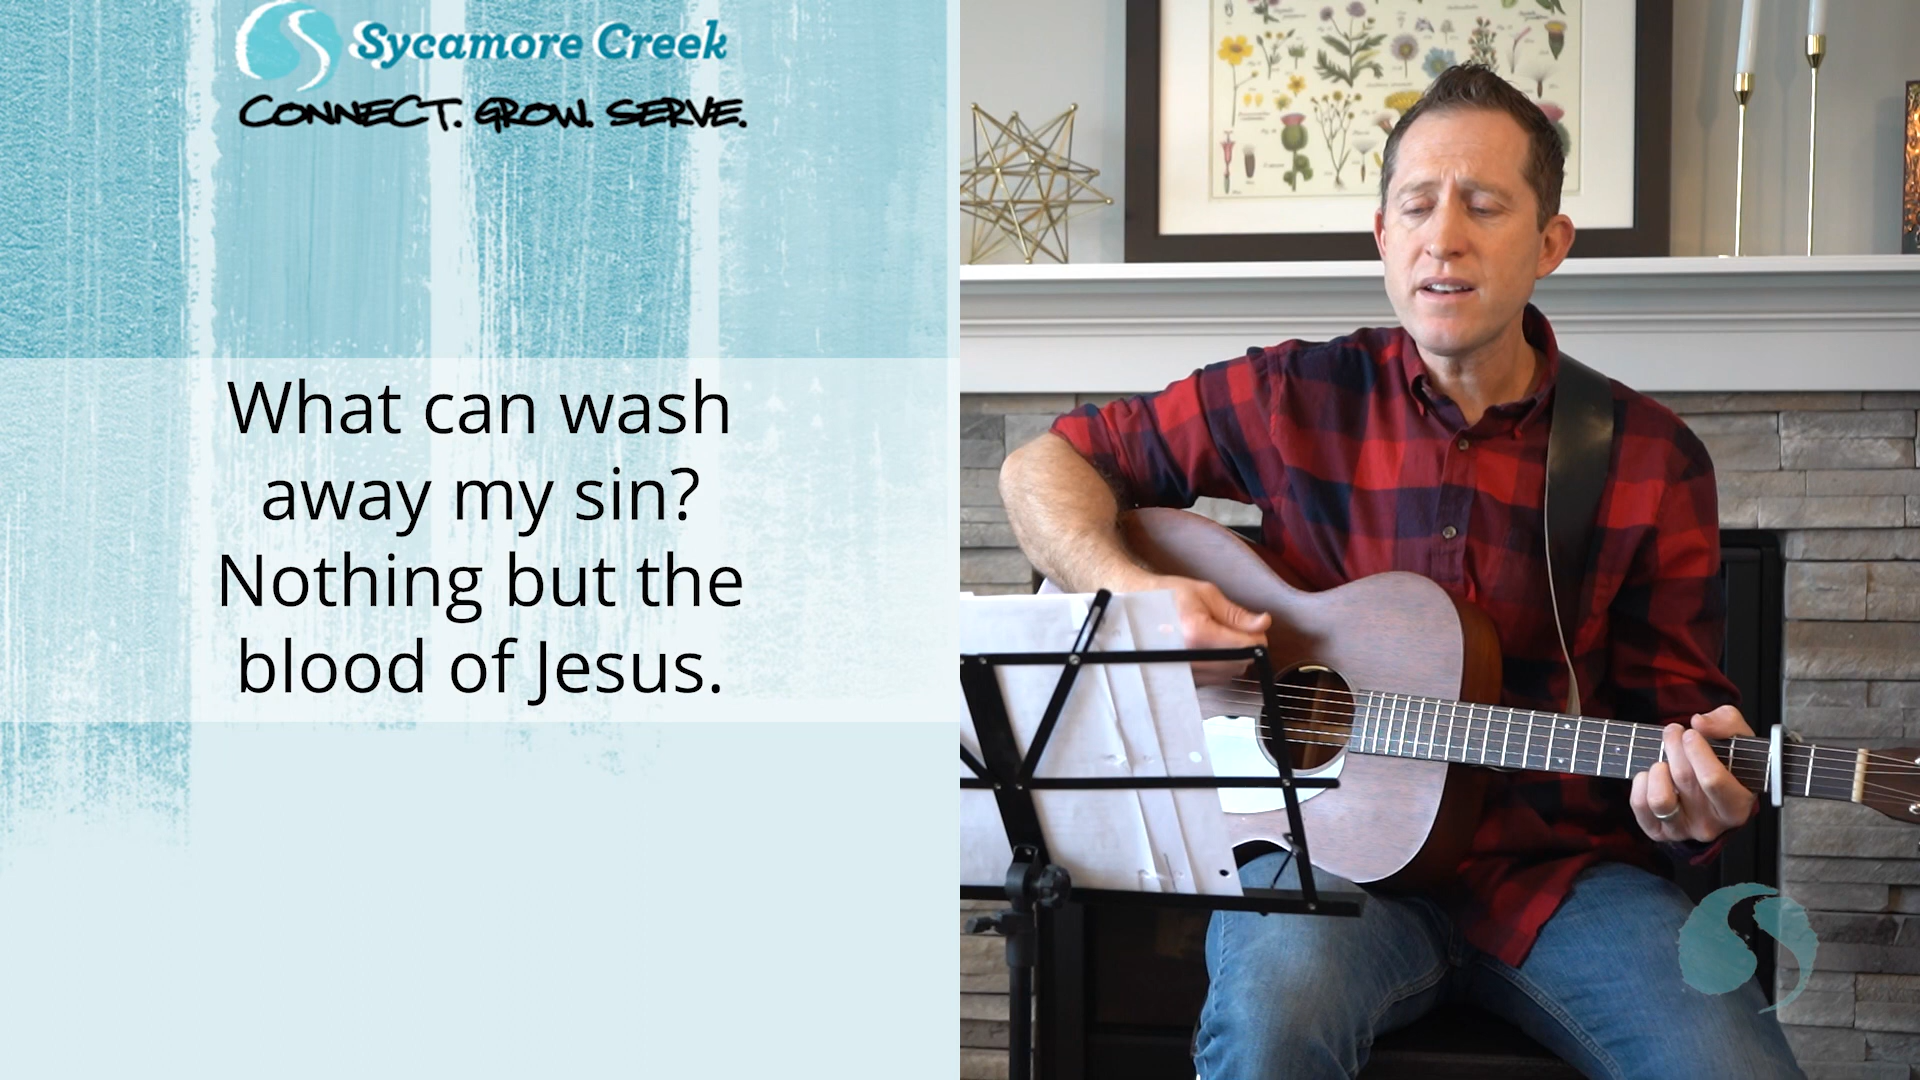 Sycamore Creek
CONNECT. GROW. SERVE.
What can wash
away my sin?
Nothing but the
blood of Jesus.